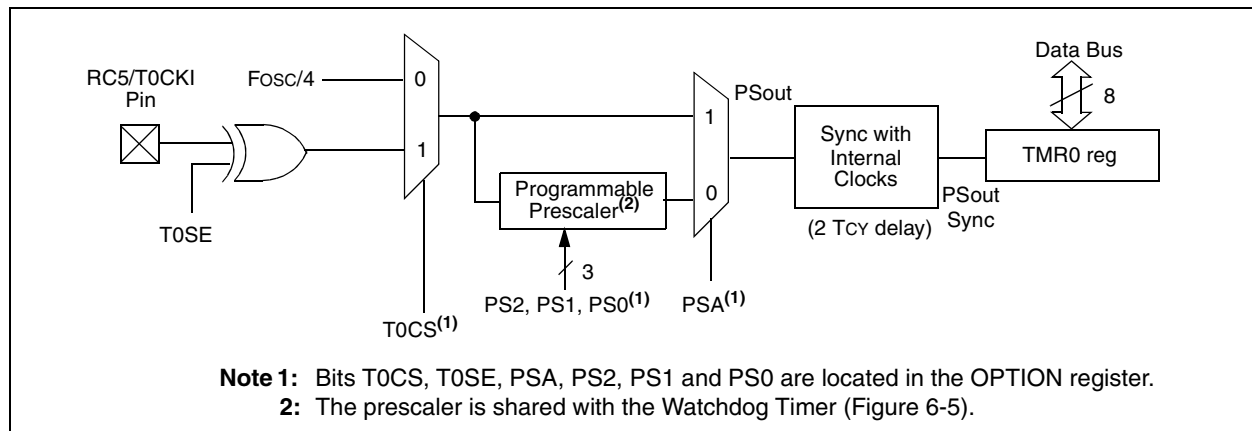 Data Bus
RC5/T0CKI
Pin
FOSC/4
0
1
T0SE
T0CS(1)
Programmable
Prescaler(2)
3
PS2, PS1, PS0(1)
1
0
PSA(1)
PSout
Sync with
Internal
Clocks
(2 TCY delay)
PSout
Sync
8
TMR0 reg
Note 1: Bits T0CS, T0SE, PSA, PS2, PS1 and PS0 are located in the OPTION register.
2: The prescaler is shared with the Watchdog Timer (Figure 6-5).